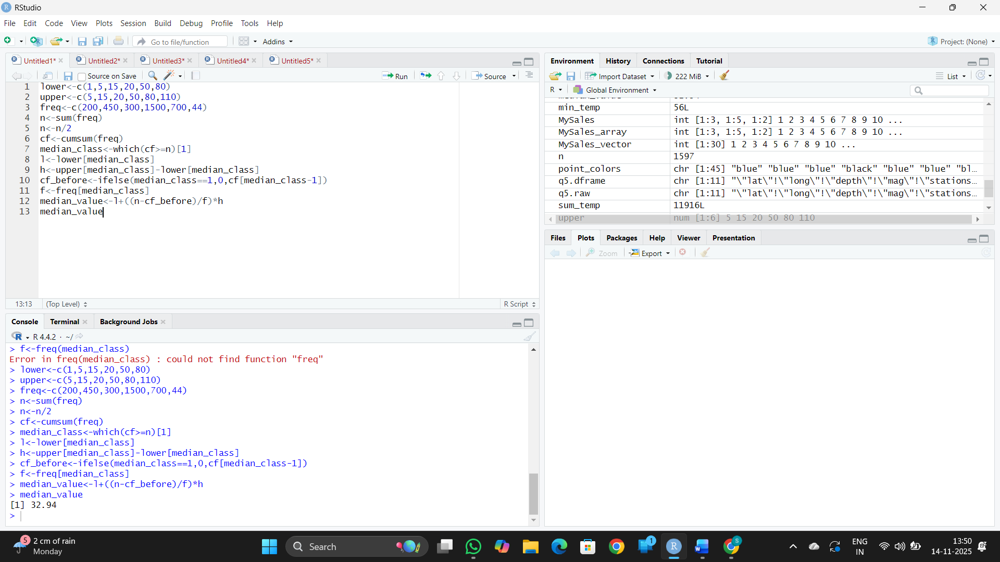 RStudio
File Edit Code View Plots Session Build Debug Profile Tools Help
Go to file/function Addins Project: (None)
Untitled1* Untitled2* Untitled3* Untitled4* Untitled5*
Source on Save Run Source
1 lower<-c(1,5,15,20,50,80)
2 upper<-c(5,15,20,50,80,110)
3 freq<-c(200,450,300,1500,700,44)
4 n<-sum(freq)
5 n<-n/2
6 cf<-cumsum(freq)
7 median_class<-which(cf>=n)[1]
8 l<-lower[median_class]
9 h<-upper[median_class]-lower[median_class]
10 cf_before<-ifelse(median_class==1,0,cf[median_class-1])
11 f<-freq[median_class]
12 median_value<-l+((n-cf_before)/f)*h
13 median_value
13:13 (Top Level) R Script
Console Terminal Background Jobs
R 4.4.2 · ~/
> f<-freq(median_class)
Error in freq(median_class) : could not find function "freq"
> lower<-c(1,5,15,20,50,80)
> upper<-c(5,15,20,50,80,110)
> freq<-c(200,450,300,1500,700,44)
> n<-sum(freq)
> n<-n/2
> cf<-cumsum(freq)
> median_class<-which(cf>=n)[1]
> l<-lower[median_class]
> h<-upper[median_class]-lower[median_class]
> cf_before<-ifelse(median_class==1,0,cf[median_class-1])
> f<-freq[median_class]
> median_value<-l+((n-cf_before)/f)*h
> median_value
[1] 32.94
>
Environment History Connections Tutorial
Import Dataset 222 MiB List
R Global Environment
min_temp 56L
MySales int [1:3, 1:5, 1:2] 1 2 3 4 5 6 7 8 9 10 ...
MySales_array int [1:3, 1:5, 1:2] 1 2 3 4 5 6 7 8 9 10 ...
MySales_vector int [1:30] 1 2 3 4 5 6 7 8 9 10 ...
n 1597
point_colors chr [1:45] "blue" "blue" "blue" "black" "blue" "blue" "bl...
q5.dframe chr [1:11] "\"lat\"!\"long\"!\"depth\"!\"mag\"!\"stations...
q5.raw chr [1:11] "\"lat\"!\"long\"!\"depth\"!\"mag\"!\"stations...
sum_temp 11916L
upper num [1:6] 5 15 20 50 80 110
Files Plots Packages Help Viewer Presentation
Zoom Export
5 2 cm of rain
Monday
Search
1
S
ENG
IN
13:50
14-11-2025